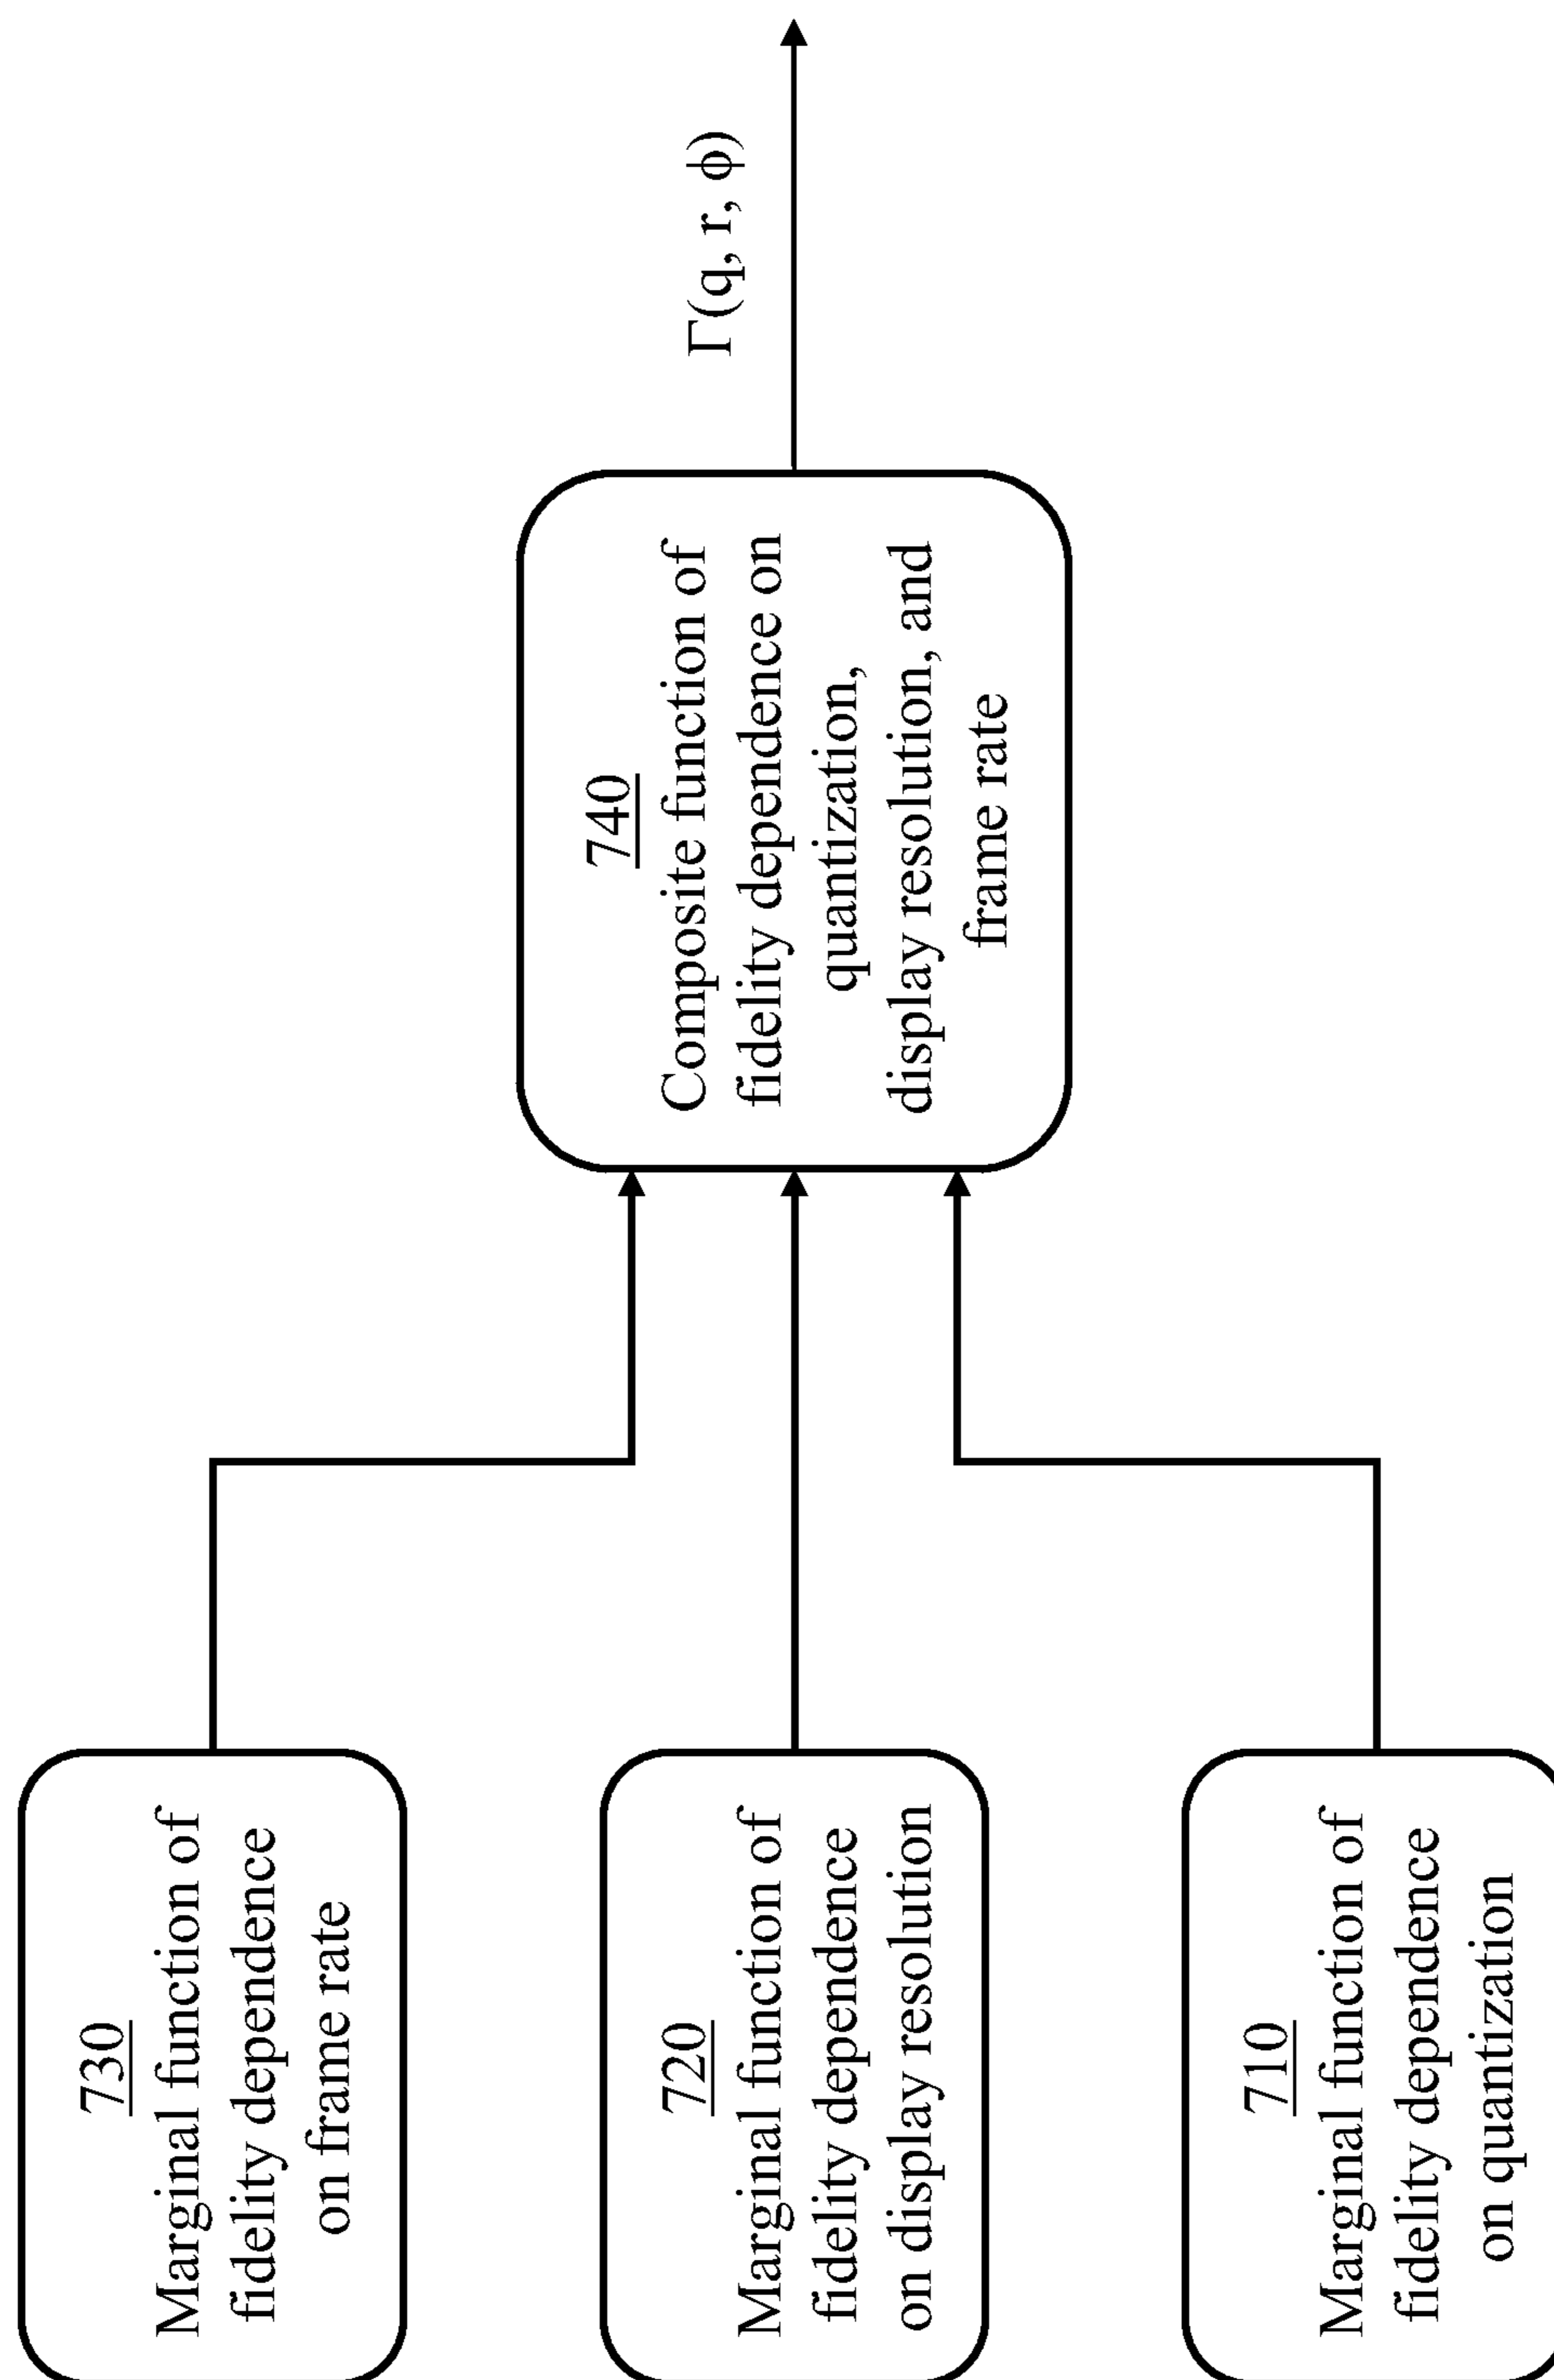 730
Marginal function of
fidelity dependence
on frame rate
720
Marginal function of
fidelity dependence
on display resolution
710
Marginal function of
fidelity dependence
on quantization
740
Composite function of
fidelity dependence on
quantization,
display resolution, and
frame rate
Γ(q, r, ϕ)